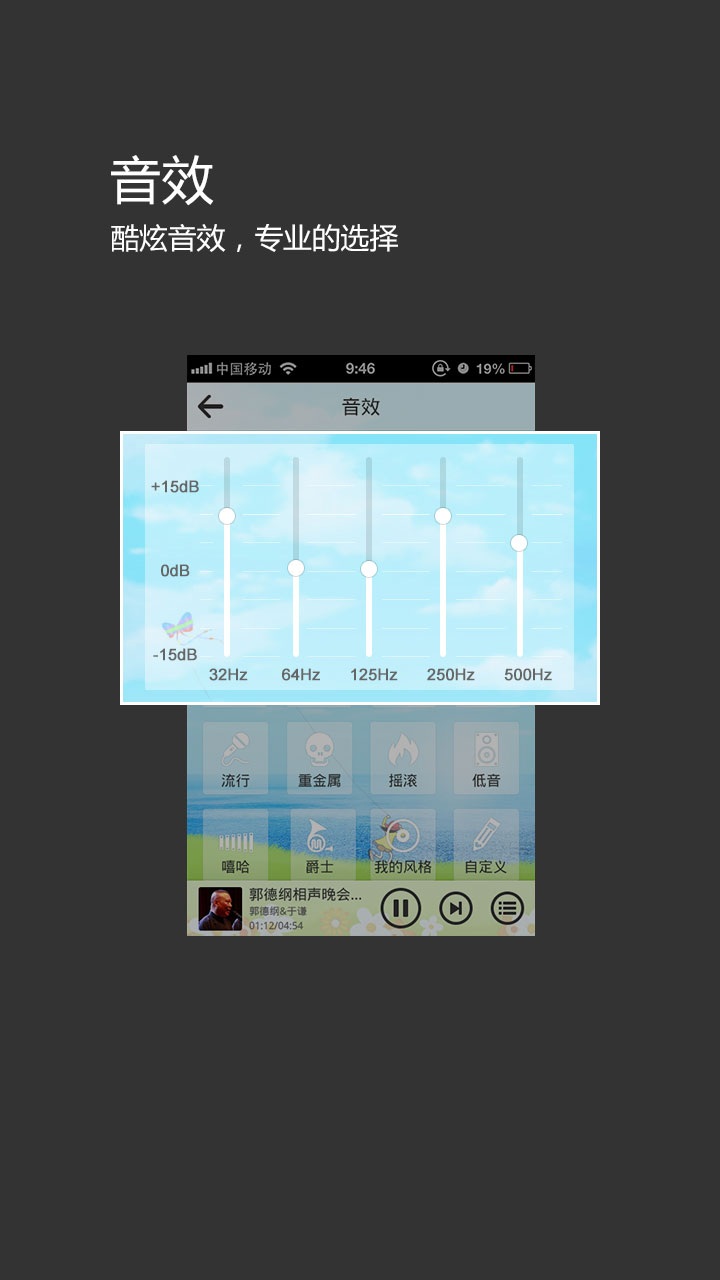 音效
酷炫音效，专业的选择
中国移动 9:46 19%
音效
+15dB
0dB
-15dB
32Hz 64Hz 125Hz 250Hz 500Hz
流行 重金属 摇滚 低音
嘻哈 爵士 我的风格 自定义
郭德纲相声晚会...
郭德纲&于谦
01:12/04:54